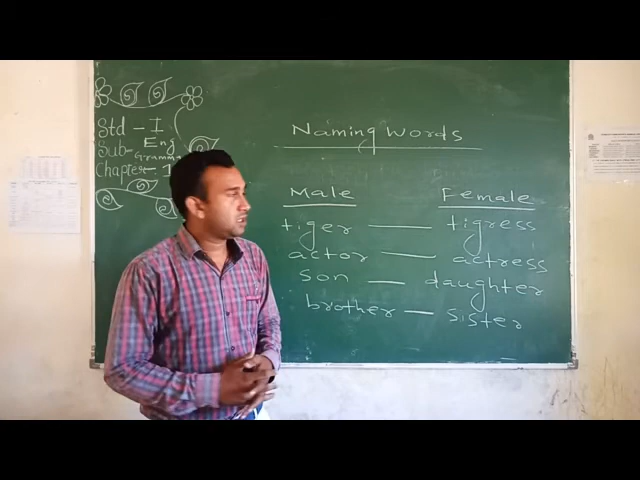 Std - I
Sub- Eng
Grammar
Chapter - 1
Naming Words
Male Female
tiger — tigress
actor — actress
son — daughter
brother — sister